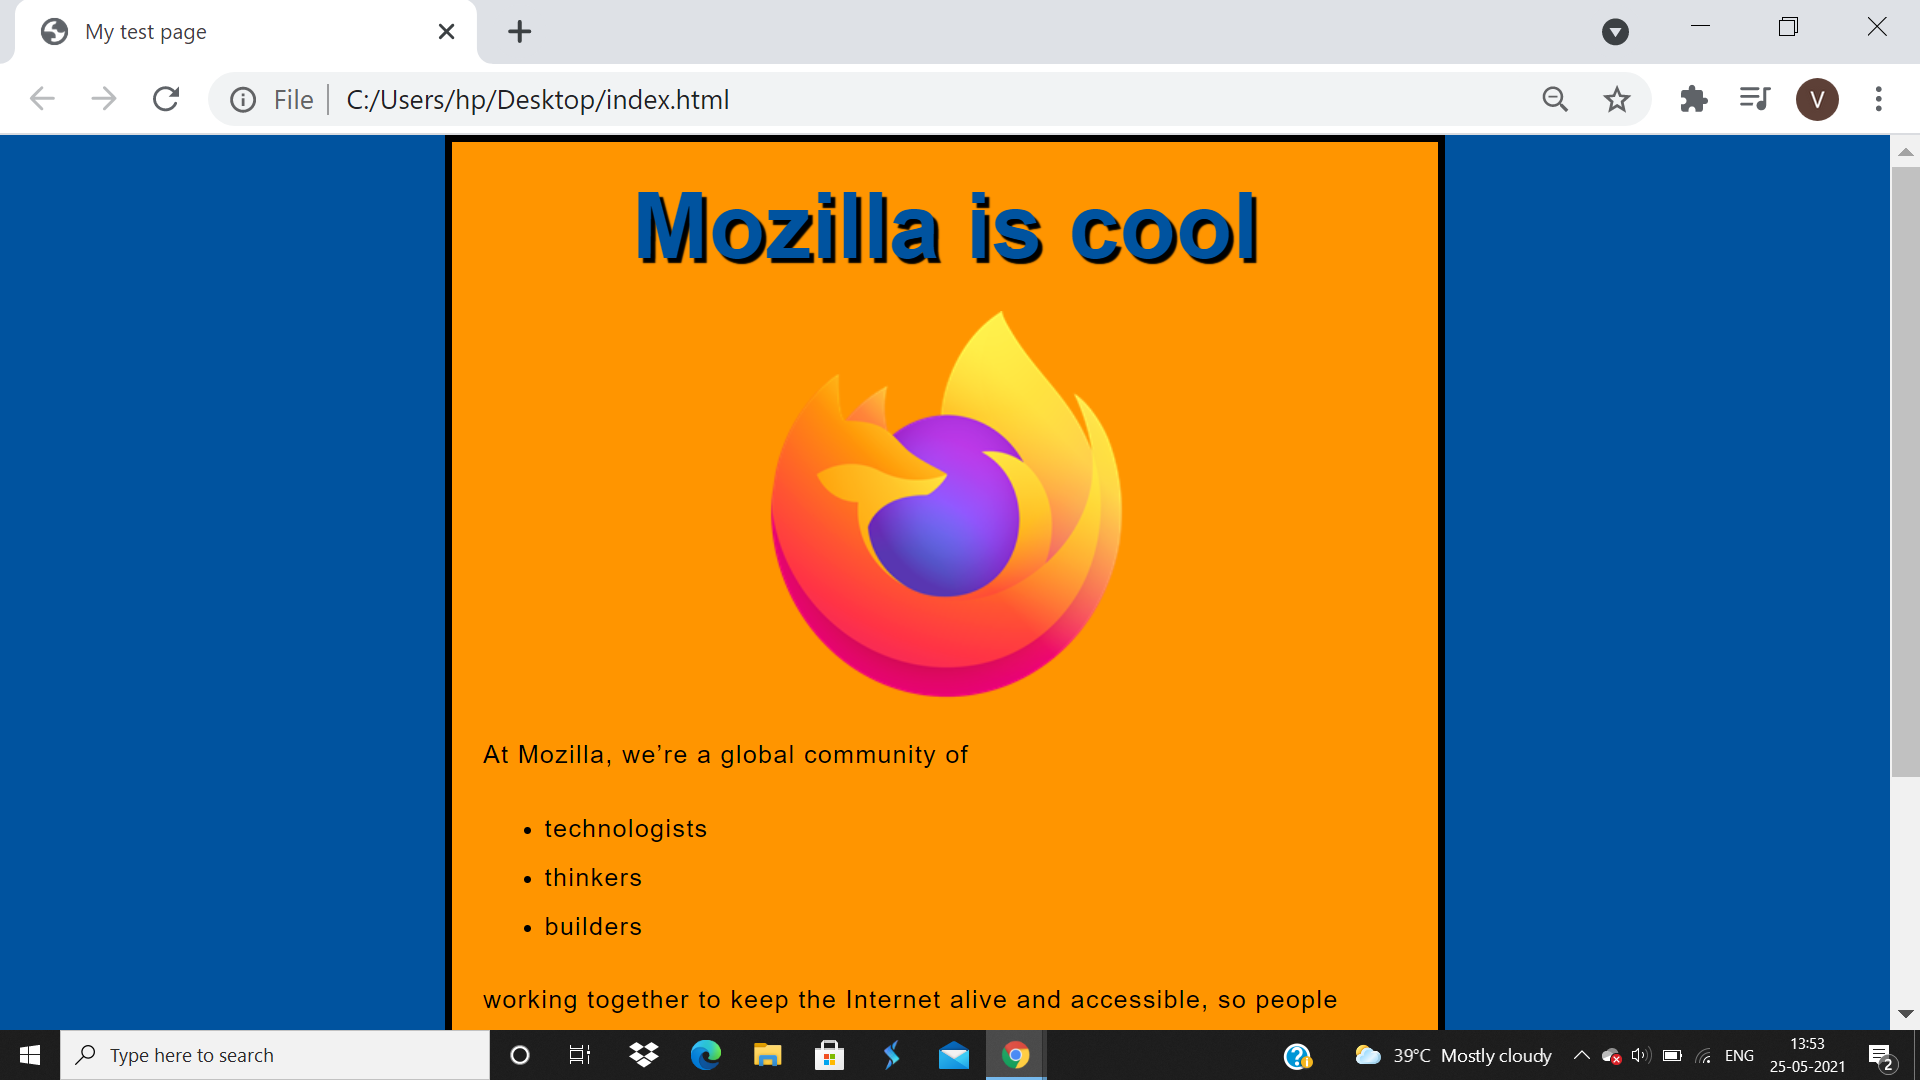 My test page
File
C:/Users/hp/Desktop/index.html
V
Mozilla is cool
At Mozilla, we’re a global community of
• technologists
• thinkers
• builders
working together to keep the Internet alive and accessible, so people
Type here to search
39°C Mostly cloudy
ENG
13:53
25-05-2021
2